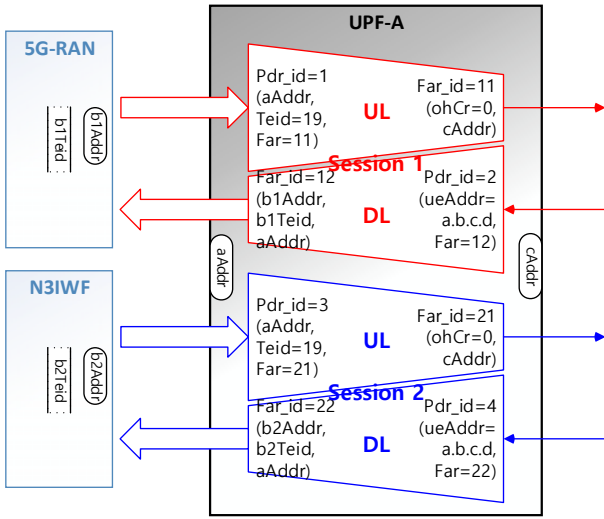 UPF-A
5G-RAN
b1Teid
b1Addr
Pdr_id=1
(aAddr,
Teid=19,
Far=11)
UL
Far_id=11
(ohCr=0,
cAddr)
Session 1
Far_id=12
(b1Addr,
b1Teid,
aAddr)
DL
Pdr_id=2
(ueAddr=
a.b.c.d,
Far=12)
aAddr
cAddr
N3IWF
b2Teid
b2Addr
Pdr_id=3
(aAddr,
Teid=19,
Far=21)
UL
Far_id=21
(ohCr=0,
cAddr)
Session 2
Far_id=22
(b2Addr,
b2Teid,
aAddr)
DL
Pdr_id=4
(ueAddr=
a.b.c.d,
Far=22)